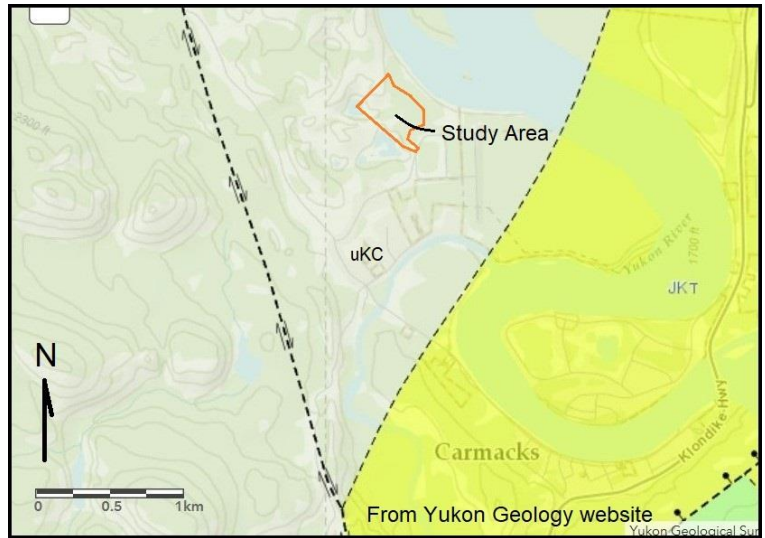 2300 ft
Study Area
uKC
Yukon River
1700 ft
JKT
N
Carmacks
Klondike Hwy
0 0.5 1km
From Yukon Geology website
Yukon Geological Sur